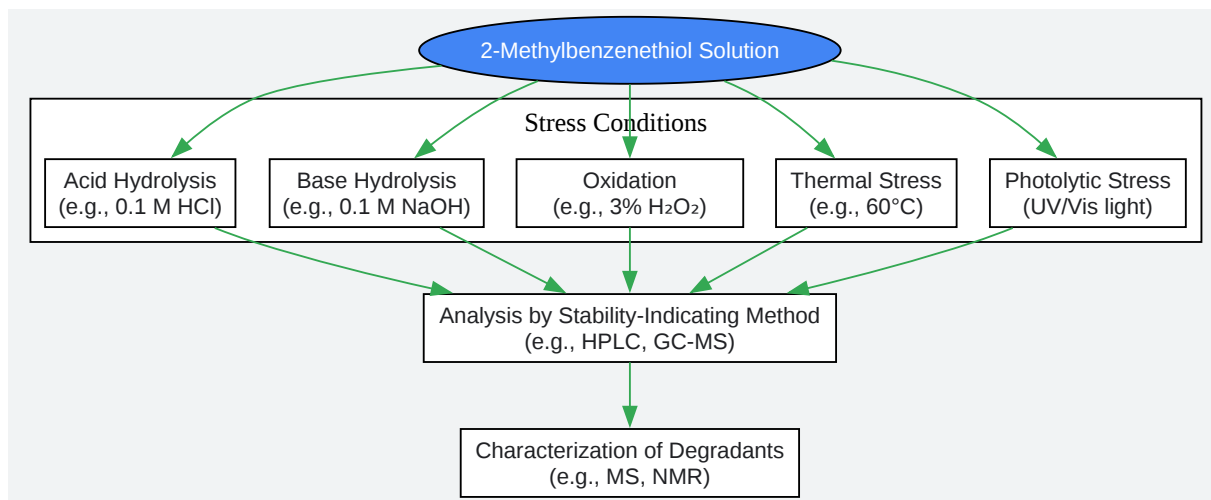 2-Methylbenzenethiol Solution
Stress Conditions
Acid Hydrolysis
(e.g., 0.1 M HCl)
Base Hydrolysis
(e.g., 0.1 M NaOH)
Oxidation
(e.g., 3% H₂O₂)
Thermal Stress
(e.g., 60°C)
Photolytic Stress
(UV/Vis light)
Analysis by Stability-Indicating Method
(e.g., HPLC, GC-MS)
Characterization of Degradants
(e.g., MS, NMR)